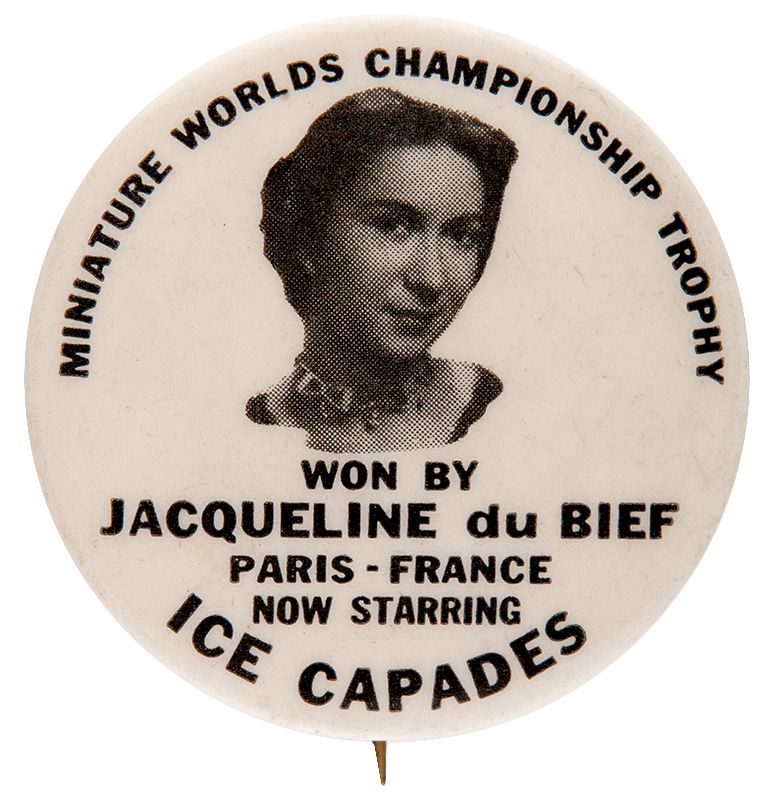 MINIATURE WORLDS CHAMPIONSHIP TROPHY
WON BY
JACQUELINE du BIEF
PARIS - FRANCE
NOW STARRING
ICE CAPADES